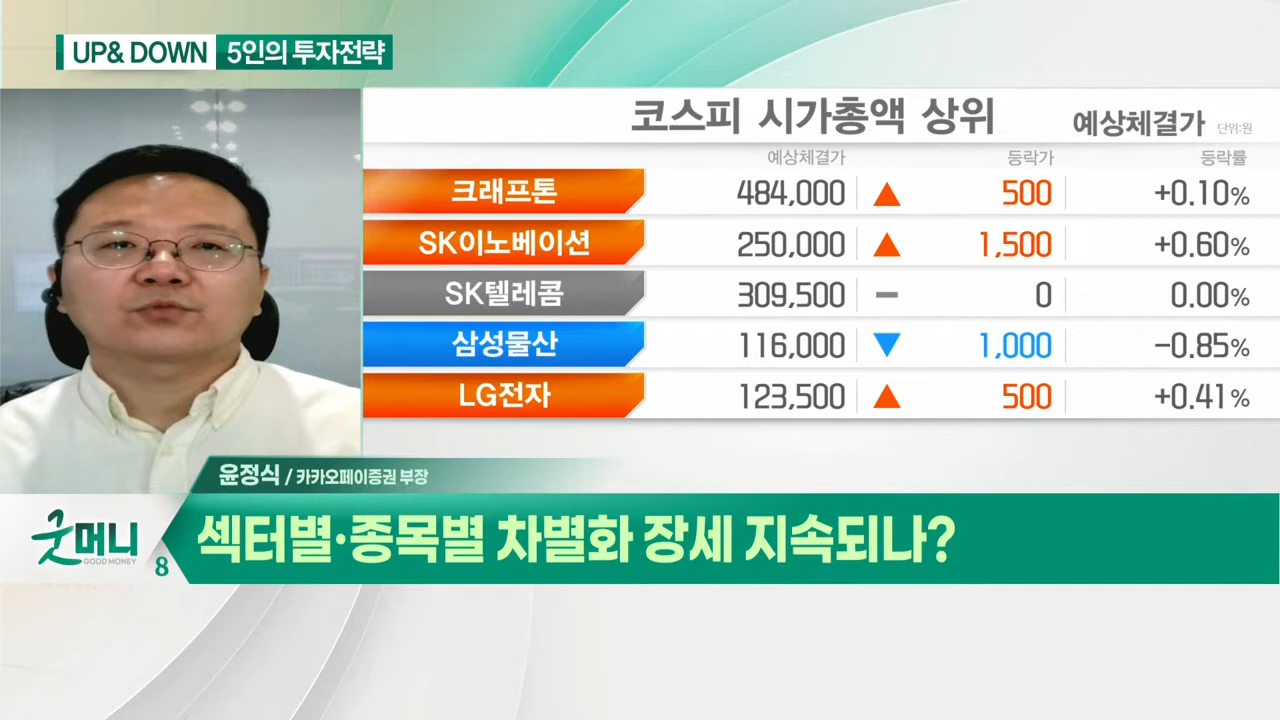 UP& DOWN 5인의 투자전략
코스피 시가총액 상위 예상체결가 단위:원
예상체결가 등락가 등락률
크래프톤 484,000 ▲ 500 +0.10%
SK이노베이션 250,000 ▲ 1,500 +0.60%
SK텔레콤 309,500 - 0 0.00%
삼성물산 116,000 ▼ 1,000 -0.85%
LG전자 123,500 ▲ 500 +0.41%
윤정식 / 카카오페이증권 부장
굿머니
GOOD MONEY
8
섹터별·종목별 차별화 장세 지속되나?